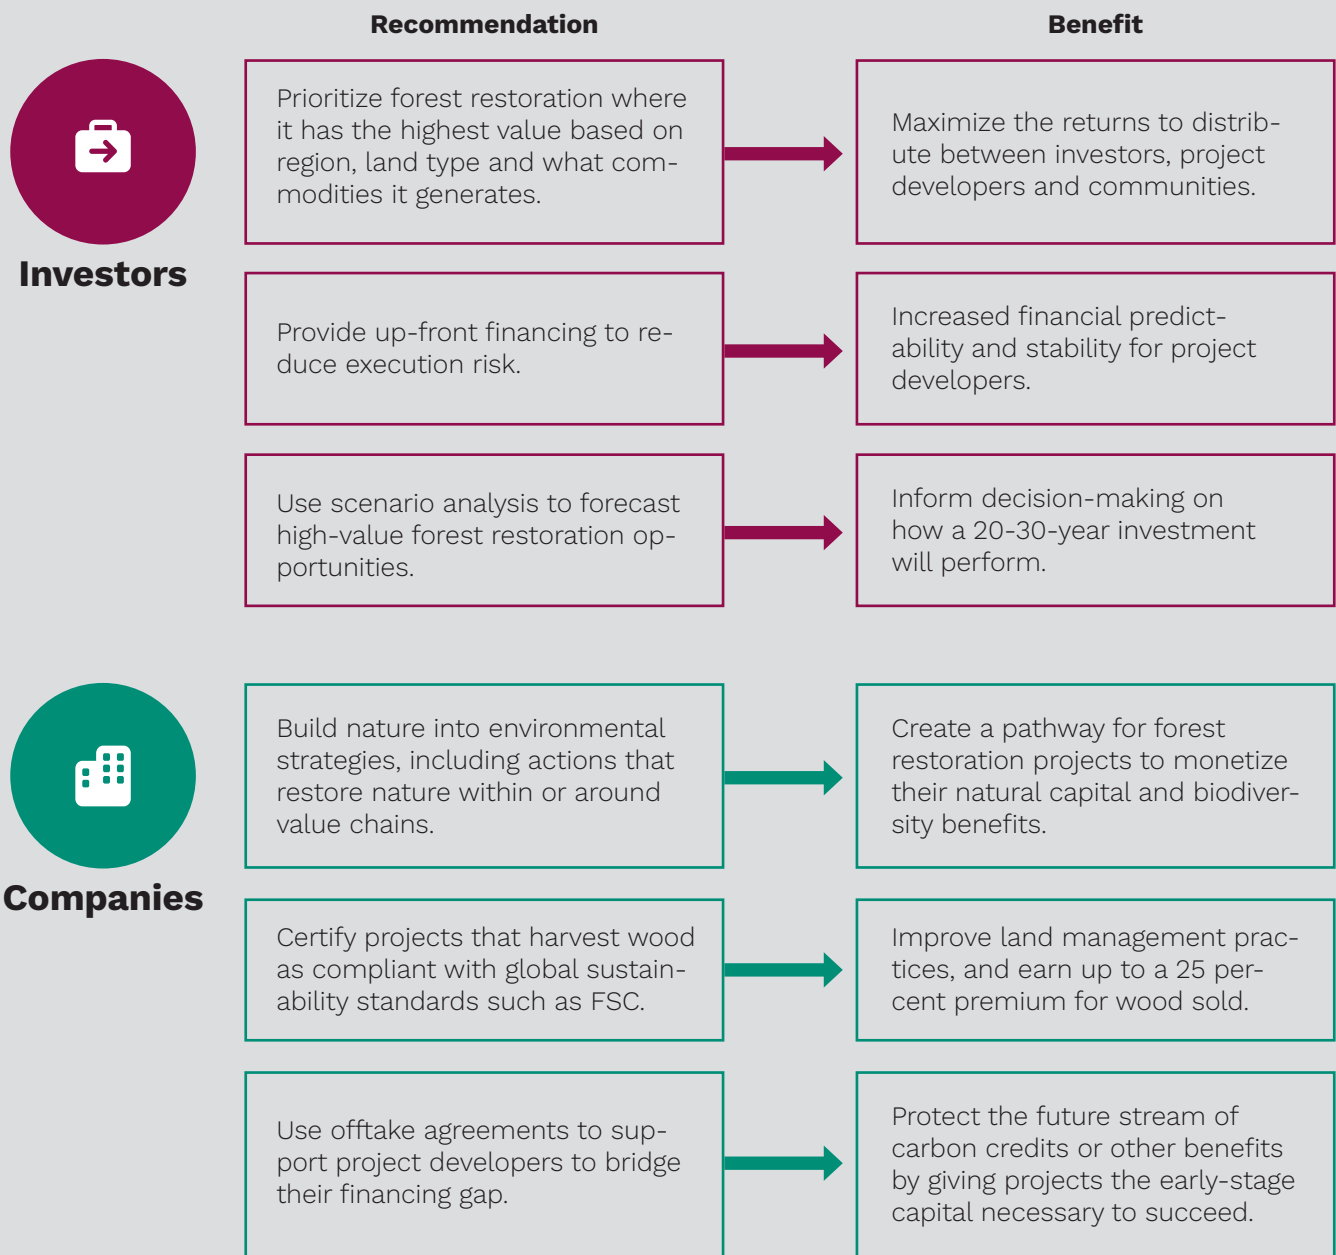 Recommendation
Benefit
Investors
Prioritize forest restoration where
it has the highest value based on
region, land type and what com-
modities it generates.
Maximize the returns to distrib-
ute between investors, project
developers and communities.
Provide up-front financing to re-
duce execution risk.
Increased financial predict-
ability and stability for project
developers.
Use scenario analysis to forecast
high-value forest restoration op-
portunities.
Inform decision-making on
how a 20-30-year investment
will perform.
Companies
Build nature into environmental
strategies, including actions that
restore nature within or around
value chains.
Create a pathway for forest
restoration projects to monetize
their natural capital and biodiver-
sity benefits.
Certify projects that harvest wood
as compliant with global sustain-
ability standards such as FSC.
Improve land management prac-
tices, and earn up to a 25 per-
cent premium for wood sold.
Use offtake agreements to sup-
port project developers to bridge
their financing gap.
Protect the future stream of
carbon credits or other benefits
by giving projects the early-stage
capital necessary to succeed.